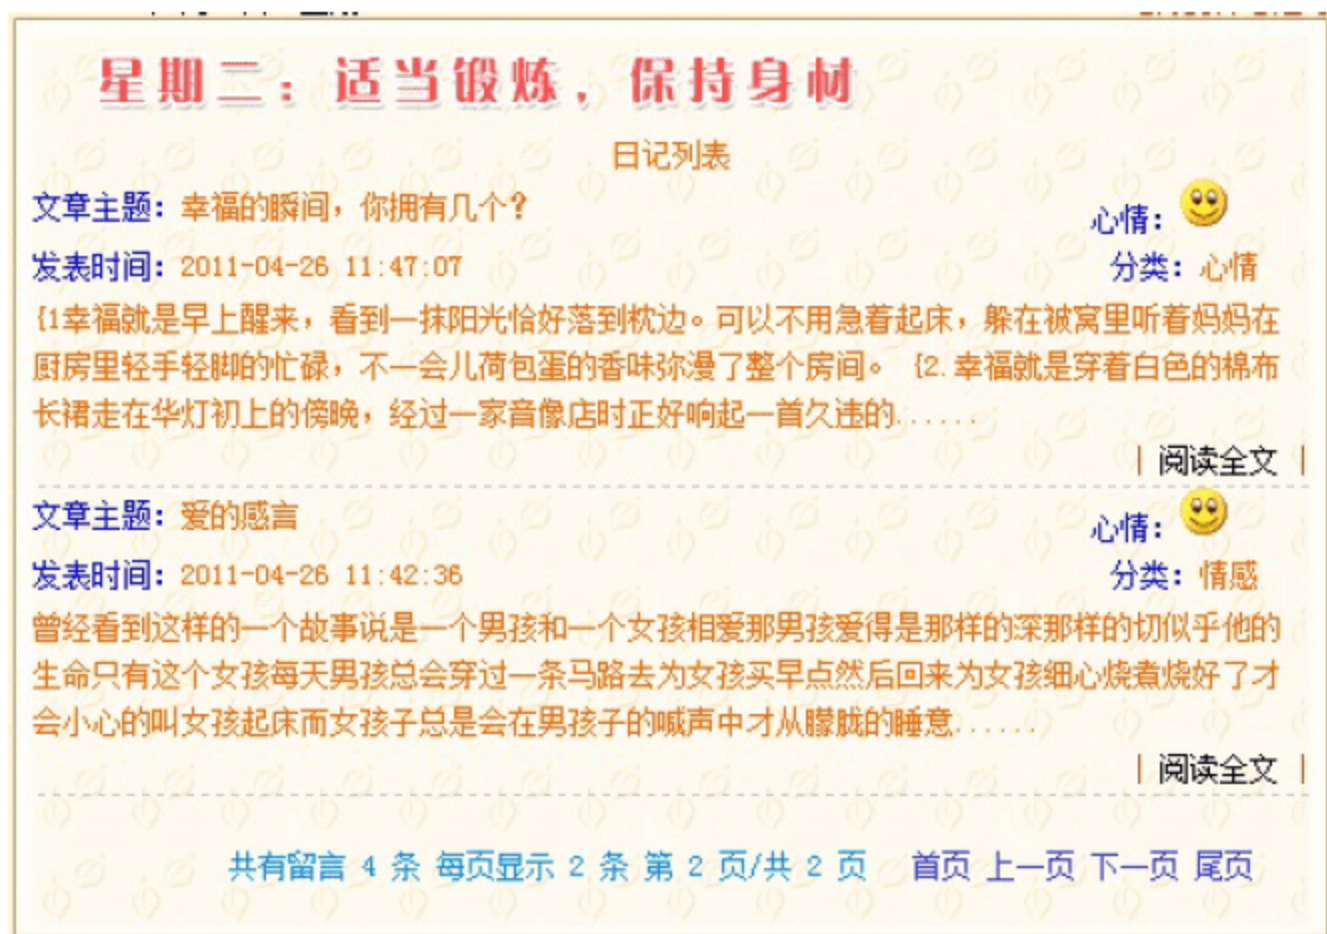 星期二：适当锻炼，保持身材
日记列表
文章主题：幸福的瞬间，你拥有几个？
心情：
发表时间：2011-04-26 11:47:07
分类：心情
{1幸福就是早上醒来，看到一抹阳光恰好落到枕边。可以不用急着起床，躲在被窝里听着妈妈在
厨房里轻手轻脚的忙碌，不一会儿荷包蛋的香味弥漫了整个房间。 {2.幸福就是穿着白色的棉布
长裙走在华灯初上的傍晚，经过一家音像店时正好响起一首久违的......
| 阅读全文 |
文章主题：爱的感言
心情：
发表时间：2011-04-26 11:42:36
分类：情感
曾经看到这样的一个故事说是一个男孩和一个女孩相爱那男孩爱得是那样的深那样的切似乎他的
生命只有这个女孩每天男孩总会穿过一条马路去为女孩买早点然后回来为女孩细心烧煮烧好了才
会小心的叫女孩起床而女孩子总是会在男孩子的喊声中才从朦胧的睡意......
| 阅读全文 |
共有留言 4 条 每页显示 2 条 第 2 页/共 2 页 首页 上一页 下一页 尾页